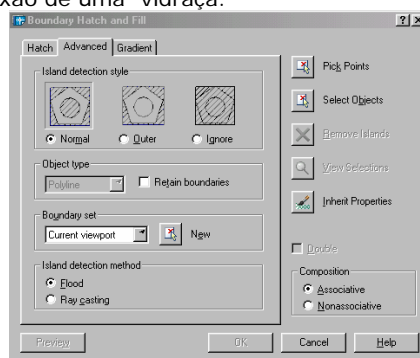 xão de uma vidraça.
Boundary Hatch and Fill
Hatch Advanced Gradient
Island detection style
Normal Outer Ignore
Object type
Polyline Retain boundaries
Boundary set
Current viewport New
Island detection method
Flood
Ray casting
Pick Points
Select Objects
Remove Islands
View Selections
Inherit Properties
Double
Composition
Associative
Nonassociative
Preview OK Cancel Help